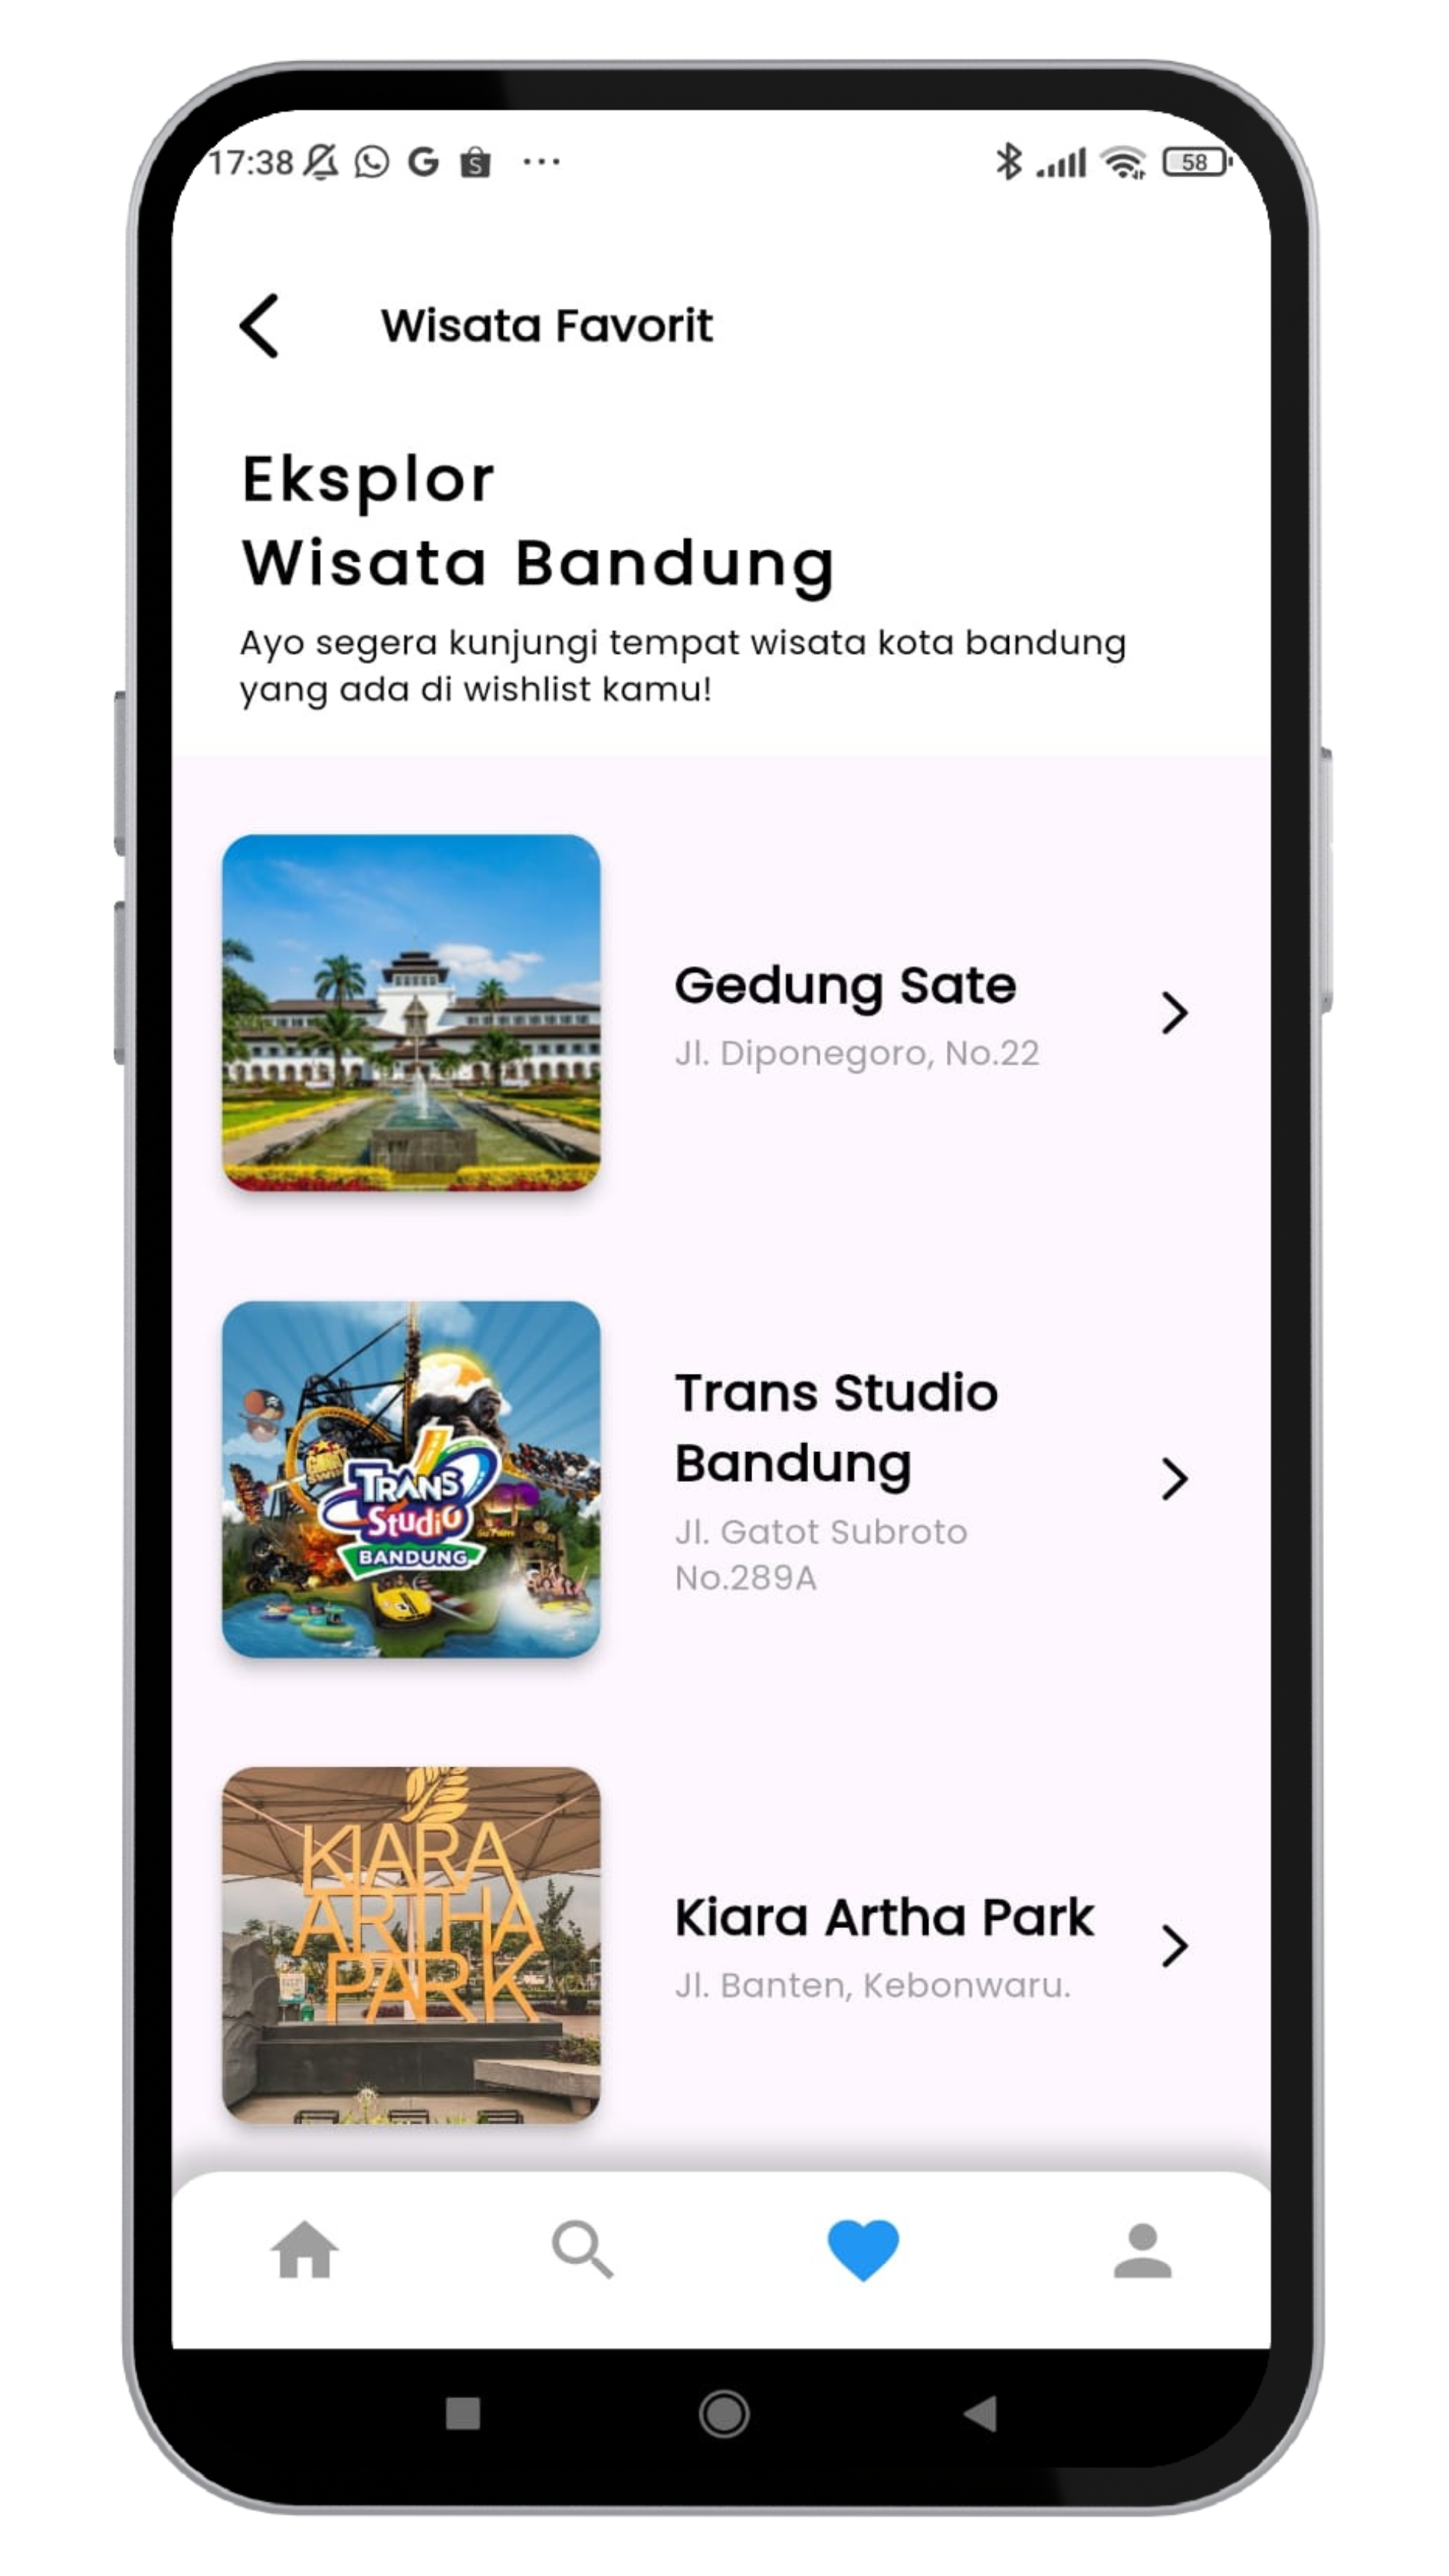 17:38
58
Wisata Favorit
Eksplor
Wisata Bandung
Ayo segera kunjungi tempat wisata kota bandung
yang ada di wishlist kamu!
Gedung Sate
Jl. Diponegoro, No.22
TRANS
Studio
BANDUNG
Trans Studio
Bandung
Jl. Gatot Subroto
No.289A
KIARA
ARTHA
PARK
Kiara Artha Park
Jl. Banten, Kebonwaru.